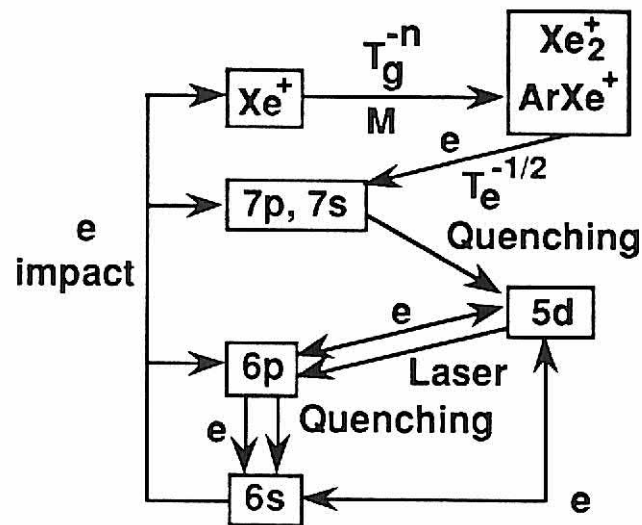 Xe₂⁺
ArXe⁺
T_g^-n
Xe⁺
M
e
T_e^-1/2
7p, 7s
Quenching
e
impact
e
5d
6p
Laser
Quenching
e
6s
e